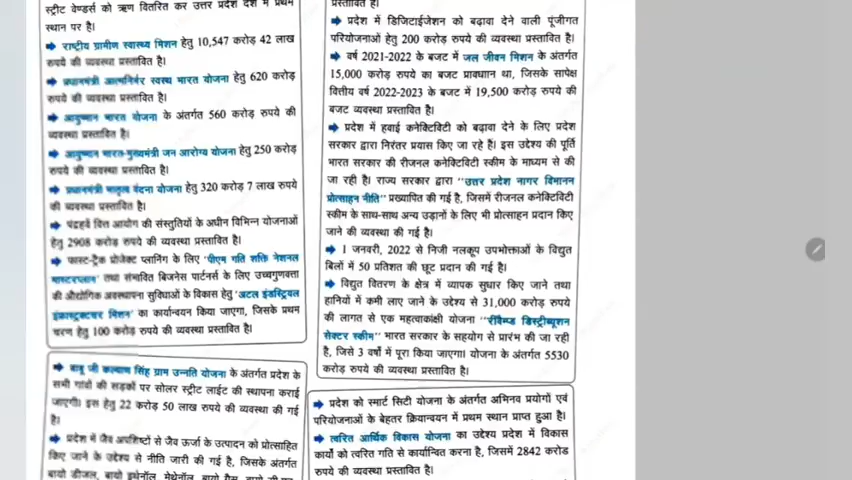 स्ट्रीट वेण्डर्स को ऋण वितरित कर उत्तर प्रदेश देश में प्रथम
स्थान पर है।
राष्ट्रीय ग्रामीण स्वास्थ्य मिशन हेतु 10,547 करोड़ 42 लाख
रुपये की व्यवस्था प्रस्तावित है।
प्रधानमंत्री आत्मनिर्भर स्वस्थ भारत योजना हेतु 620 करोड़
रुपये की व्यवस्था प्रस्तावित है।
आयुष्मान भारत योजना के अंतर्गत 560 करोड़ रुपये की
व्यवस्था प्रस्तावित है।
आयुष्मान भारत-मुख्यमंत्री जन आरोग्य योजना हेतु 250 करोड़
रुपये की व्यवस्था प्रस्तावित है।
प्रधानमंत्री मातृत्व वंदना योजना हेतु 320 करोड़ 7 लाख रुपये
की व्यवस्था प्रस्तावित है।
पंद्रहवें वित्त आयोग की संस्तुतियों के अधीन विभिन्न योजनाओं
हेतु 2908 करोड़ रुपये की व्यवस्था प्रस्तावित है।
फास्ट-ट्रैक प्रोजेक्ट प्लानिंग के लिए "पीएम गति शक्ति नेशनल
मास्टरप्लान" तथा संभावित बिजनेस पार्टनर्स के लिए उच्चगुणवत्ता
की औद्योगिक अवस्थापना सुविधाओं के विकास हेतु "अटल इंडस्ट्रियल
इंफ्रास्ट्रक्चर मिशन" का कार्यान्वयन किया जाएगा, जिसके प्रथम
चरण हेतु 100 करोड़ रुपये की व्यवस्था प्रस्तावित है।
बाबू जी कल्याण सिंह ग्राम उन्नति योजना के अंतर्गत प्रदेश के
सभी गांवों की सड़कों पर सोलर स्ट्रीट लाईट की स्थापना कराई
जाएगी। इस हेतु 22 करोड़ 50 लाख रुपये की व्यवस्था की गई
है।
प्रदेश में जैव अपशिष्टों से जैव ऊर्जा के उत्पादन को प्रोत्साहित
किए जाने के उद्देश्य से नीति जारी की गई है, जिसके अंतर्गत
बायो डीजल, बायो इथेनॉल, मेथेनॉल, बायो गैस,
प्रस्तावित है।
प्रदेश में डिजिटाईजेशन को बढ़ावा देने वाली पूंजीगत
परियोजनाओं हेतु 200 करोड़ रुपये की व्यवस्था प्रस्तावित है।
वर्ष 2021-2022 के बजट में जल जीवन मिशन के अंतर्गत
15,000 करोड़ रुपये का बजट प्रावधान था, जिसके सापेक्ष
वित्तीय वर्ष 2022-2023 के बजट में 19,500 करोड़ रुपये की
बजट व्यवस्था प्रस्तावित है।
प्रदेश में हवाई कनेक्टिविटी को बढ़ावा देने के लिए प्रदेश
सरकार द्वारा निरंतर प्रयास किए जा रहे हैं। इस उद्देश्य की पूर्ति
भारत सरकार की रीजनल कनेक्टिविटी स्कीम के माध्यम से की
जा रही है। राज्य सरकार द्वारा "उत्तर प्रदेश नागर विमानन
प्रोत्साहन नीति" प्रख्यापित की गई है, जिसमें रीजनल कनेक्टिविटी
स्कीम के साथ-साथ अन्य उड़ानों के लिए भी प्रोत्साहन प्रदान किए
जाने की व्यवस्था की गई है।
1 जनवरी, 2022 से निजी नलकूप उपभोक्ताओं के विद्युत
बिलों में 50 प्रतिशत की छूट प्रदान की गई है।
विद्युत वितरण के क्षेत्र में व्यापक सुधार किए जाने तथा
हानियों में कमी लाए जाने के उद्देश्य से 31,000 करोड़ रुपये
की लागत से एक महत्वाकांक्षी योजना "रीवैम्प्ड डिस्ट्रीब्यूशन
सेक्टर स्कीम" भारत सरकार के सहयोग से प्रारंभ की जा रही
है, जिसे 3 वर्षों में पूरा किया जाएगा। योजना के अंतर्गत 5530
करोड़ रुपये की व्यवस्था प्रस्तावित है।
प्रदेश को स्मार्ट सिटी योजना के अंतर्गत अभिनव प्रयोगों एवं
परियोजनाओं के बेहतर क्रियान्वयन में प्रथम स्थान प्राप्त हुआ है।
त्वरित आर्थिक विकास योजना का उद्देश्य प्रदेश में विकास
कार्यों को त्वरित गति से कार्यान्वित करना है, जिसमें 2842 करोड़
रुपये की व्यवस्था प्रस्तावित है।